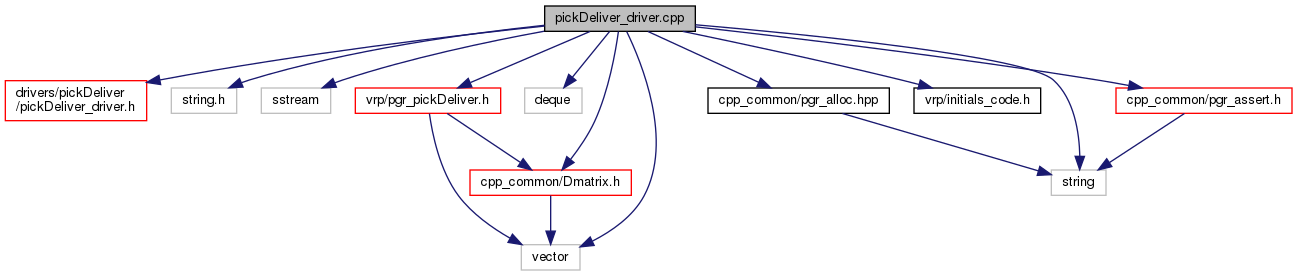 pickDeliver_driver.cpp
drivers/pickDeliver
/pickDeliver_driver.h
string.h
sstream
vrp/pgr_pickDeliver.h
deque
cpp_common/pgr_alloc.hpp
vrp/initials_code.h
cpp_common/pgr_assert.h
cpp_common/Dmatrix.h
string
vector